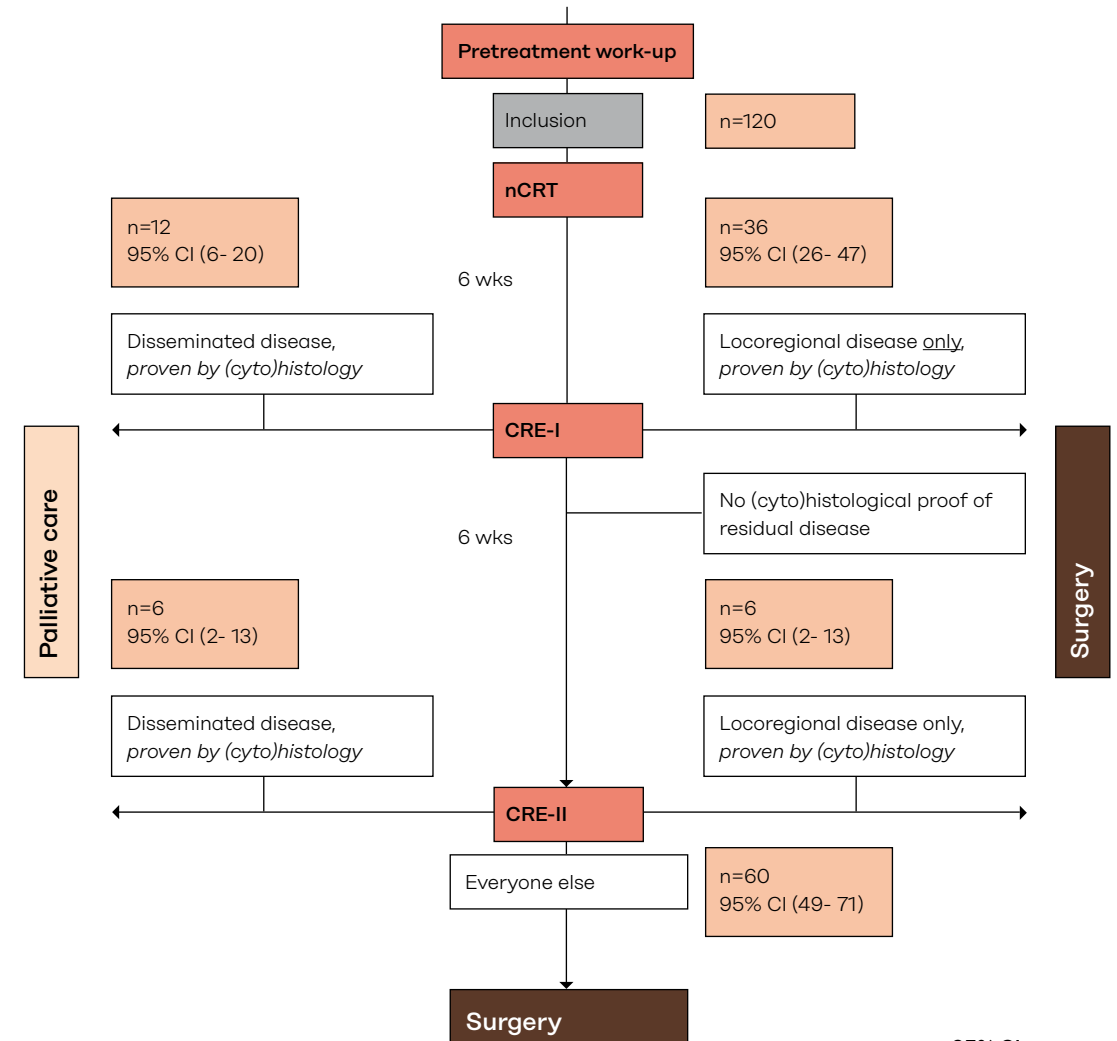 Pretreatment work-up
Inclusion
n=120
nCRT
n=12
95% CI (6- 20)
n=36
95% CI (26- 47)
6 wks
Disseminated disease,
proven by (cyto)histology
Locoregional disease only,
proven by (cyto)histology
CRE-I
Palliative care
Surgery
No (cyto)histological proof of
residual disease
6 wks
n=6
95% CI (2- 13)
n=6
95% CI (2- 13)
Disseminated disease,
proven by (cyto)histology
Locoregional disease only,
proven by (cyto)histology
CRE-II
Everyone else
n=60
95% CI (49- 71)
Surgery